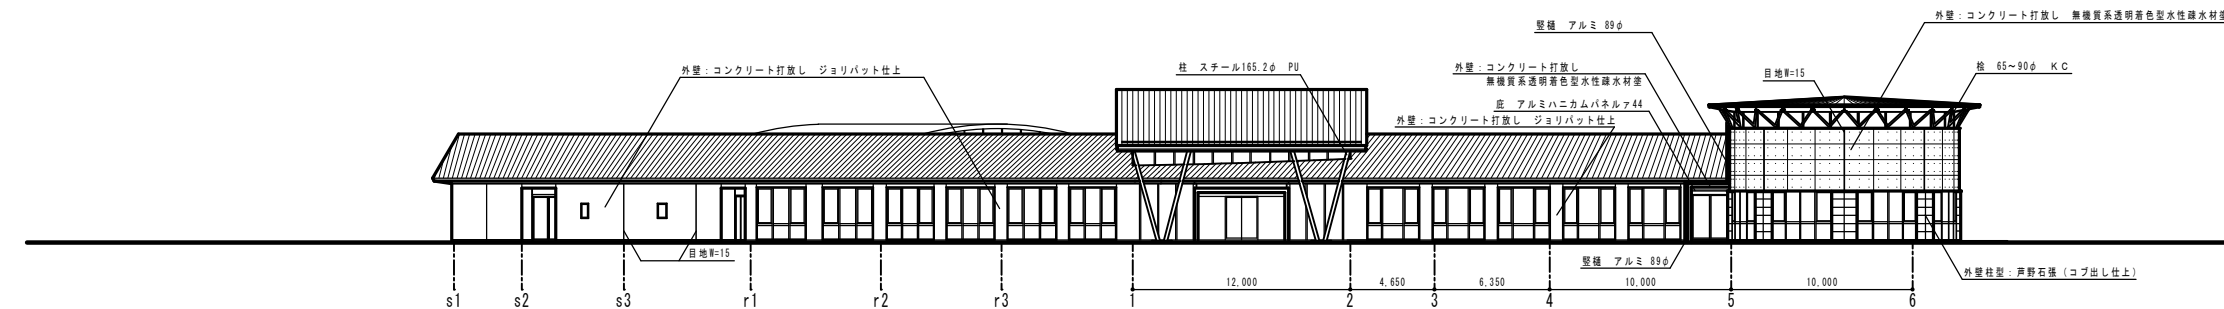 外壁：コンクリート打放し　無機質系透明着色型水性疎水材塗
竪樋　アルミ 89φ
外壁：コンクリート打放し　ジョリパット仕上
柱　スチール165.2φ　PU
外壁：コンクリート打放し
無機質系透明着色型水性疎水材塗
目地W=15
桧　65~90φ　KC
庇　アルミハニカムパネルァ44
外壁：コンクリート打放し　ジョリパット仕上
目地W=15
竪樋　アルミ 89φ
外壁柱型：芦野石張（コブ出し仕上）
12,000
4,650
6,350
10,000
10,000
s1
s2
s3
r1
r2
r3
1
2
3
4
5
6